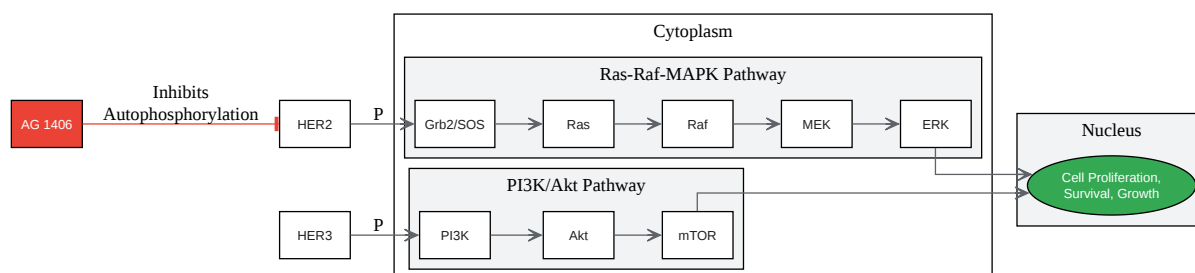 Cytoplasm
Ras-Raf-MAPK Pathway
Inhibits
Autophosphorylation
AG 1406
HER2
P
Grb2/SOS
Ras
Raf
MEK
ERK
Nucleus
Cell Proliferation,
Survival, Growth
PI3K/Akt Pathway
HER3
P
PI3K
Akt
mTOR